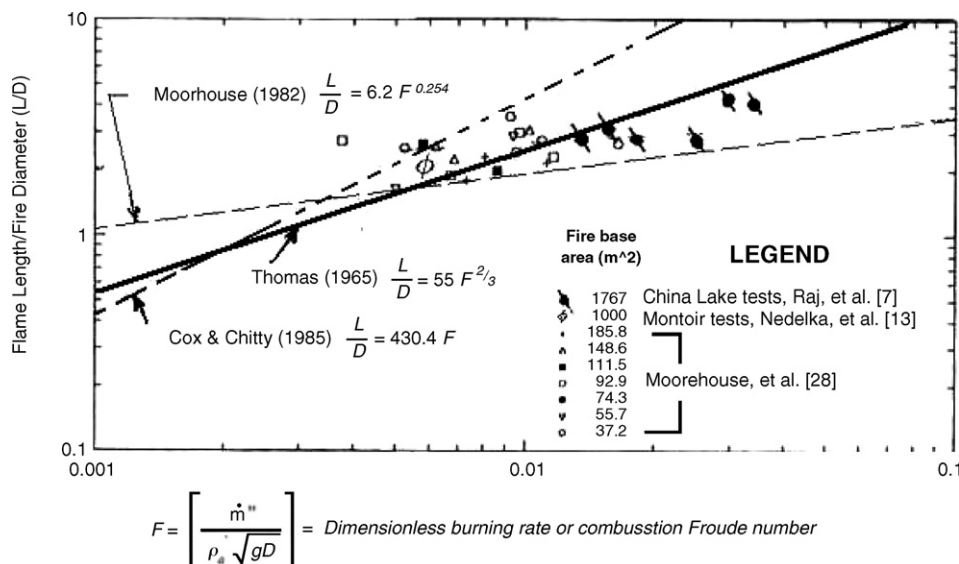 Flame Length/Fire Diameter (L/D)
10
1
0.1
0.001
0.01
0.1
Moorhouse (1982) L/D = 6.2 F^0.254
Thomas (1965) L/D = 55 F^2/3
Cox & Chitty (1985) L/D = 430.4 F
Fire base
area (m^2)
LEGEND
1767 China Lake tests, Raj, et al. [7]
1000 Montoir tests, Nedelka, et al. [13]
185.8
148.6
111.5
92.9 Moorehouse, et al. [28]
74.3
55.7
37.2
F = [ṁ" / ρₐ √gD] = Dimensionless burning rate or combusstion Froude number